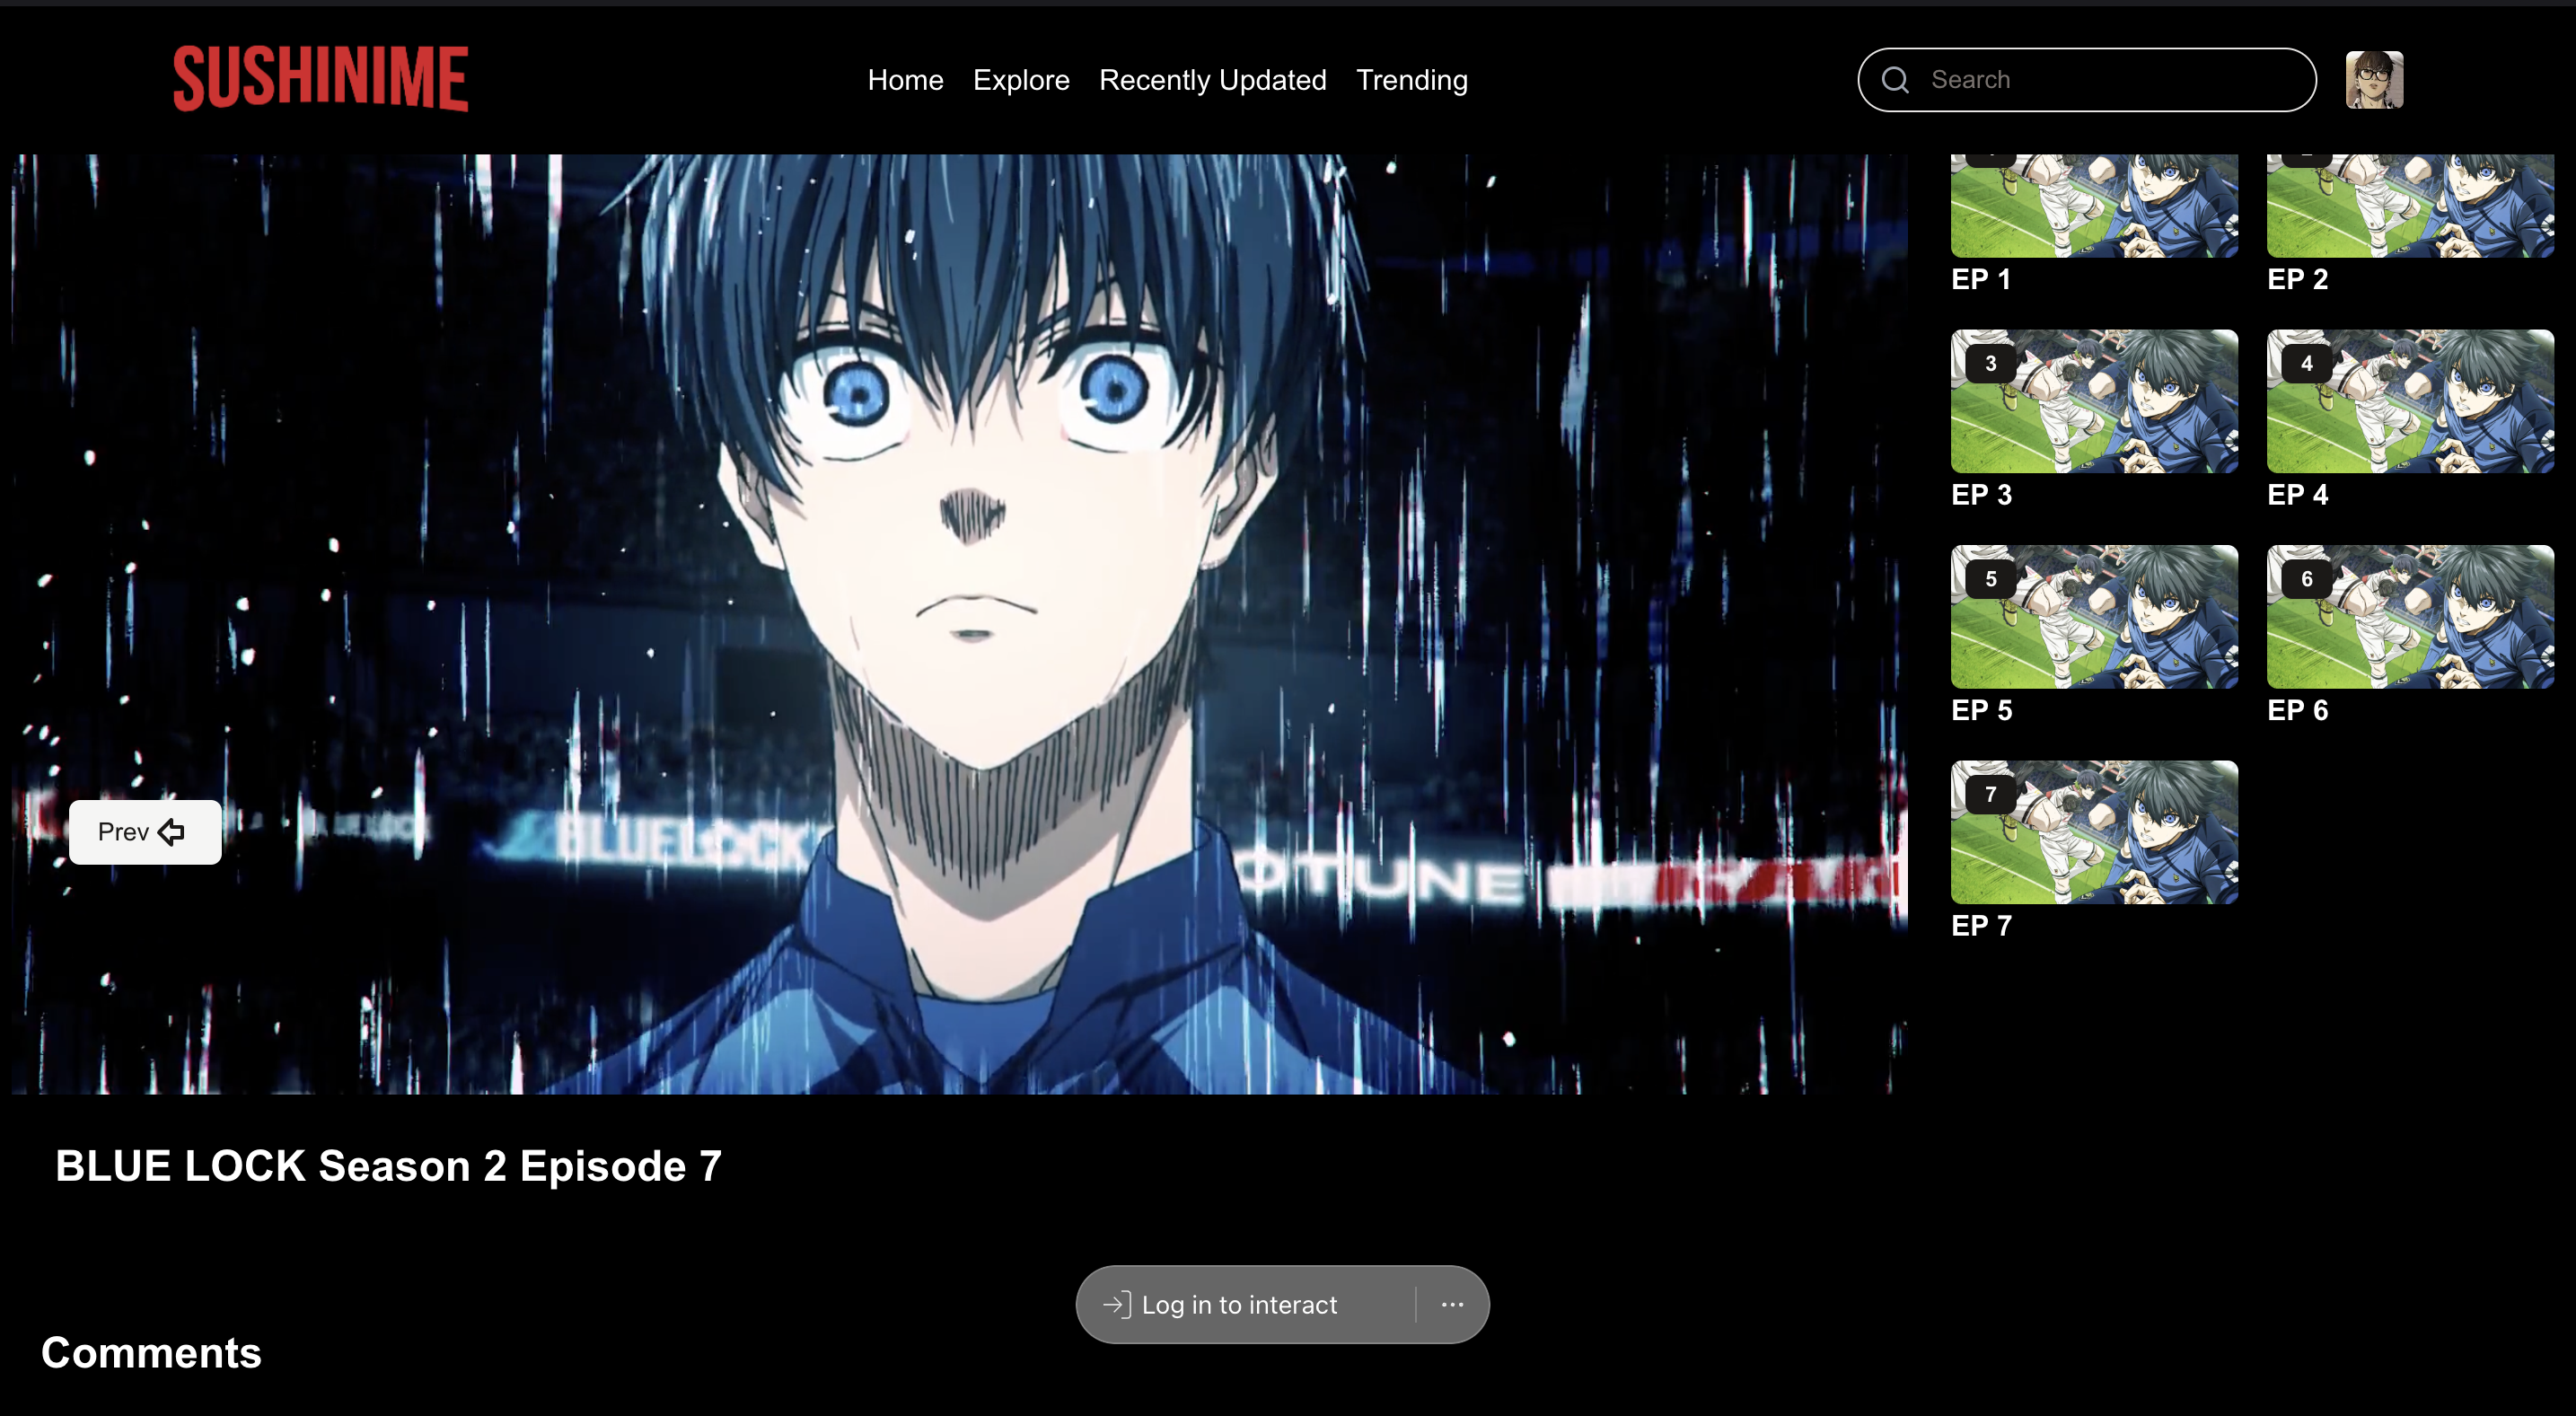 SUSHINIME
Home Explore Recently Updated Trending
Search
EP 1
EP 2
3
4
EP 3
EP 4
5
6
EP 5
EP 6
7
EP 7
Prev
BLUELOCK
OTUNE
BLUE LOCK Season 2 Episode 7
Log in to interact
Comments